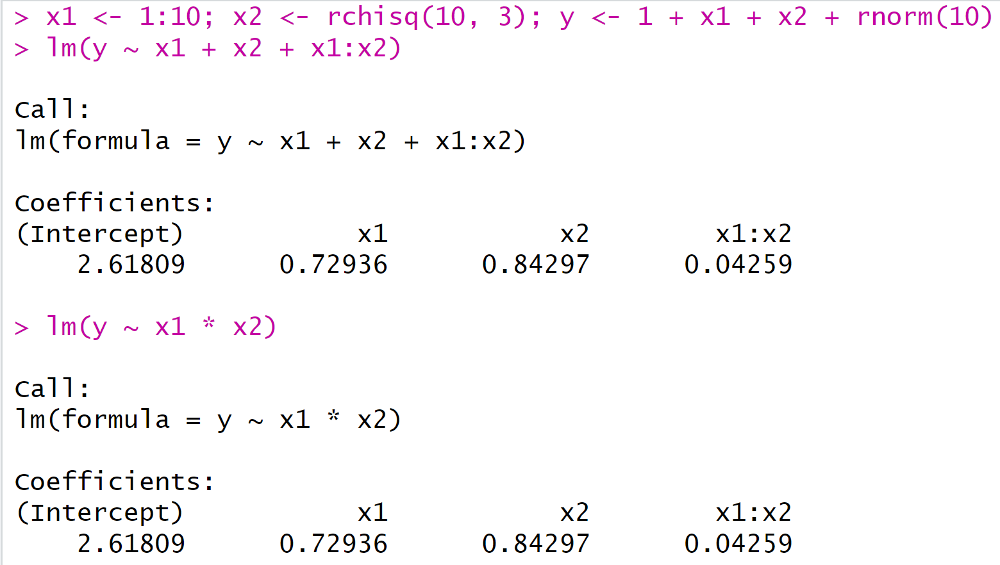 > x1 <- 1:10; x2 <- rchisq(10, 3); y <- 1 + x1 + x2 + rnorm(10)
> lm(y ~ x1 + x2 + x1:x2)
Call:
lm(formula = y ~ x1 + x2 + x1:x2)
Coefficients:
(Intercept) x1 x2 x1:x2
2.61809 0.72936 0.84297 0.04259
> lm(y ~ x1 * x2)
Call:
lm(formula = y ~ x1 * x2)
Coefficients:
(Intercept) x1 x2 x1:x2
2.61809 0.72936 0.84297 0.04259